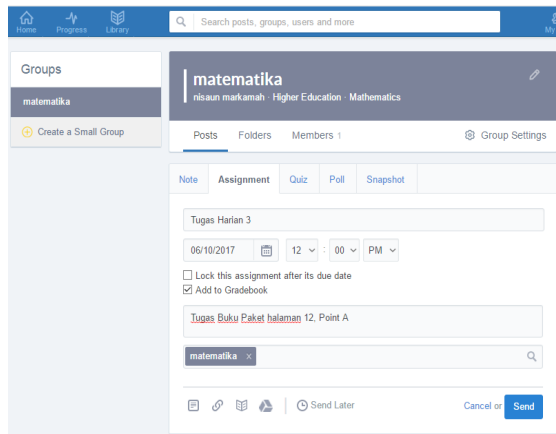 Home Progress Library Search posts, groups, users and more My
Groups
matematika
Create a Small Group
matematika
nisaun markamah · Higher Education · Mathematics
Posts Folders Members 1 Group Settings
Note Assignment Quiz Poll Snapshot
Tugas Harian 3
06/10/2017 12 : 00 PM
Lock this assignment after its due date
Add to Gradebook
Tugas Buku Paket halaman 12, Point A
matematika ×
Send Later Cancel or Send